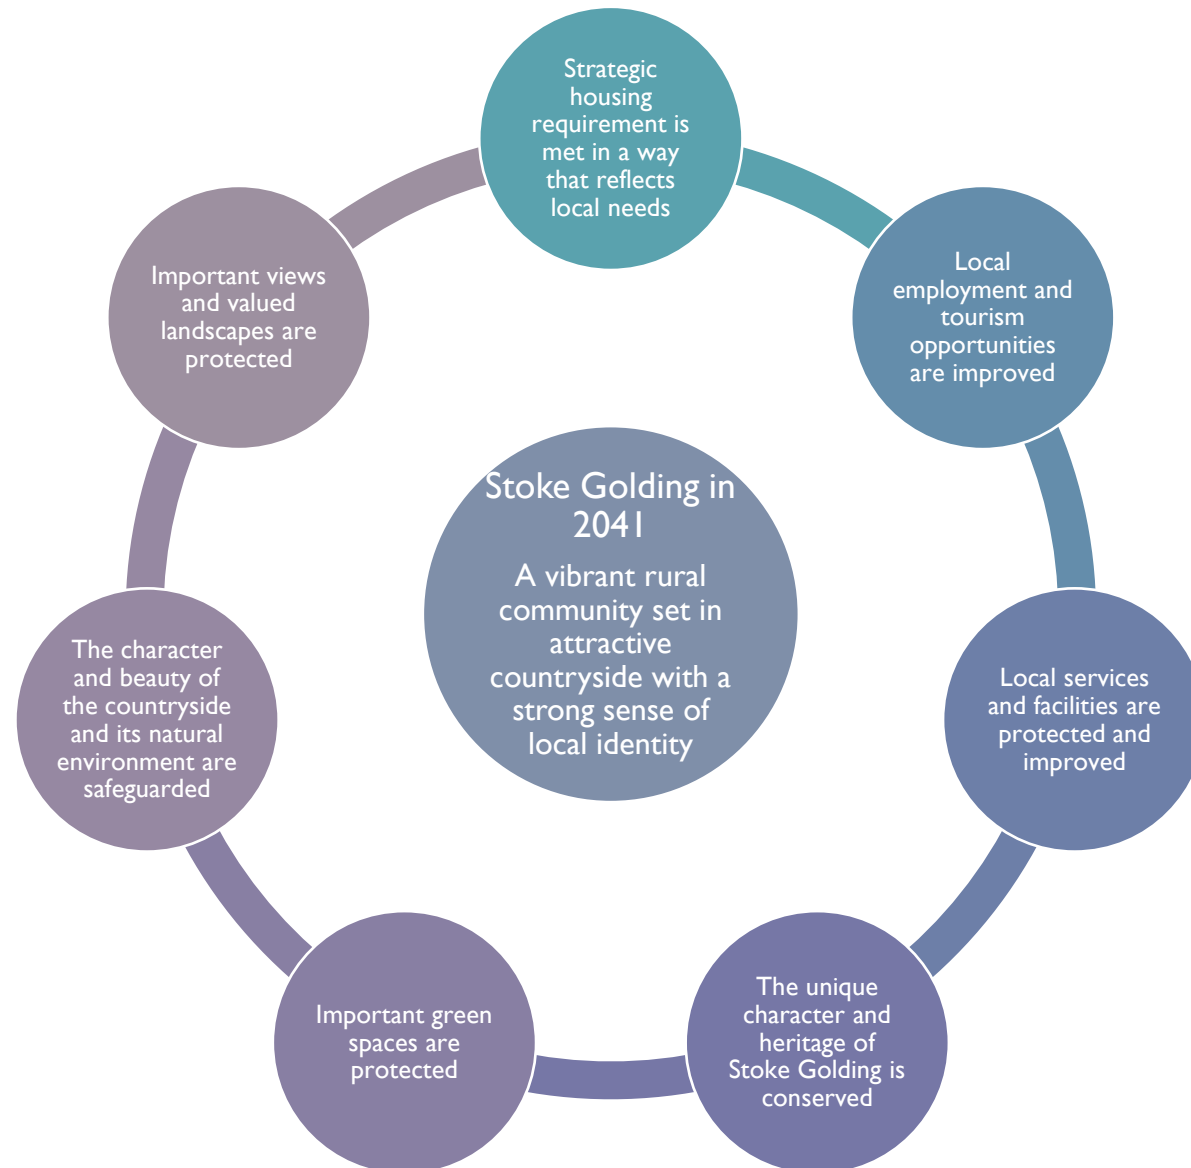 Strategic
housing
requirement is
met in a way
that reflects
local needs
Local
employment and
tourism
opportunities
are improved
Local services
and facilities are
protected and
improved
The unique
character and
heritage of
Stoke Golding is
conserved
Important green
spaces are
protected
The character
and beauty of
the countryside
and its natural
environment are
safeguarded
Important views
and valued
landscapes are
protected
Stoke Golding in
2041
A vibrant rural
community set in
attractive
countryside with a
strong sense of
local identity